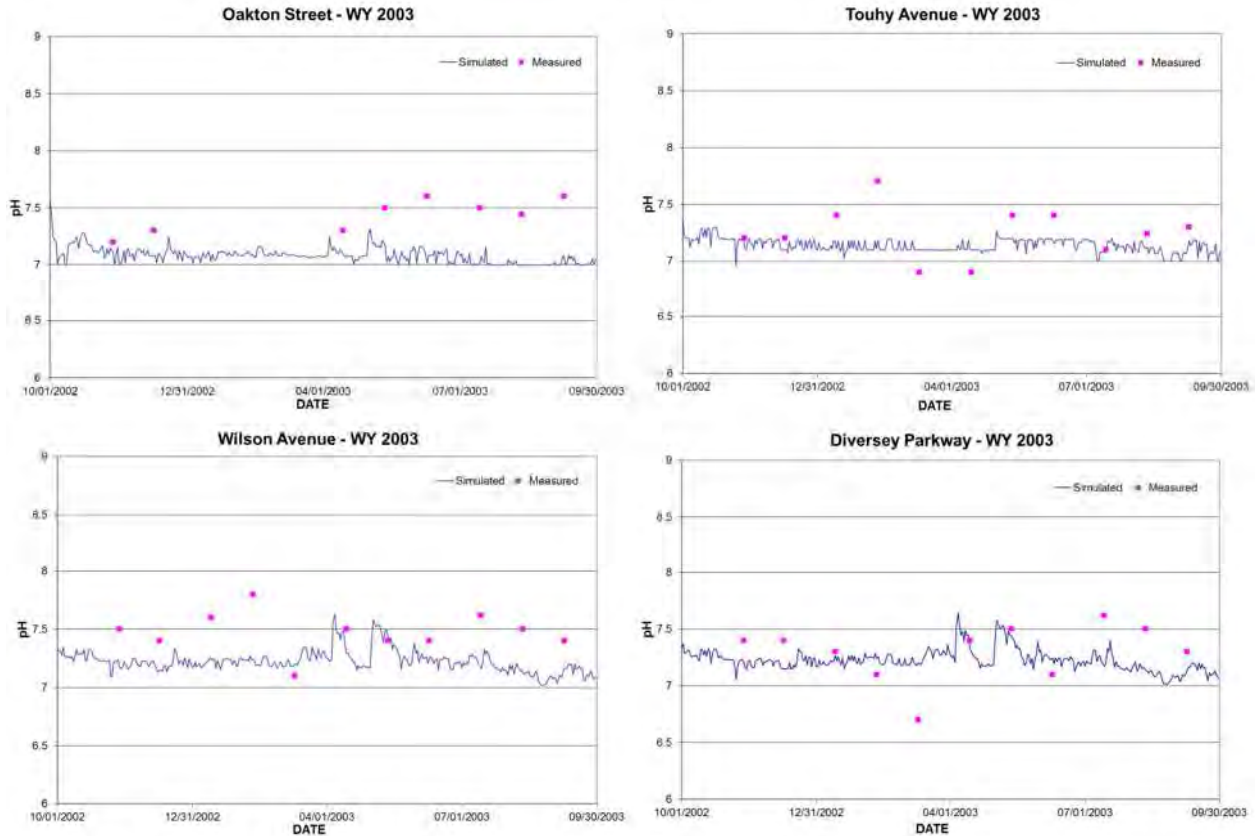 Oakton Street - WY 2003
Simulated Measured
9
8.5
8
7.5
7
6.5
6
pH
10/01/2002 12/31/2002 04/01/2003 07/01/2003 09/30/2003
DATE
Touhy Avenue - WY 2003
Simulated Measured
9
8.5
8
7.5
7
6.5
6
pH
10/01/2002 12/31/2002 04/01/2003 07/01/2003 09/30/2003
DATE
Wilson Avenue - WY 2003
Simulated Measured
9
8.5
8
7.5
7
6.5
6
pH
10/01/2002 12/31/2002 04/01/2003 07/01/2003 09/30/2003
DATE
Diversey Parkway - WY 2003
Simulated Measured
9
8.5
8
7.5
7
6.5
6
pH
10/01/2002 12/31/2002 04/01/2003 07/01/2003 09/30/2003
DATE